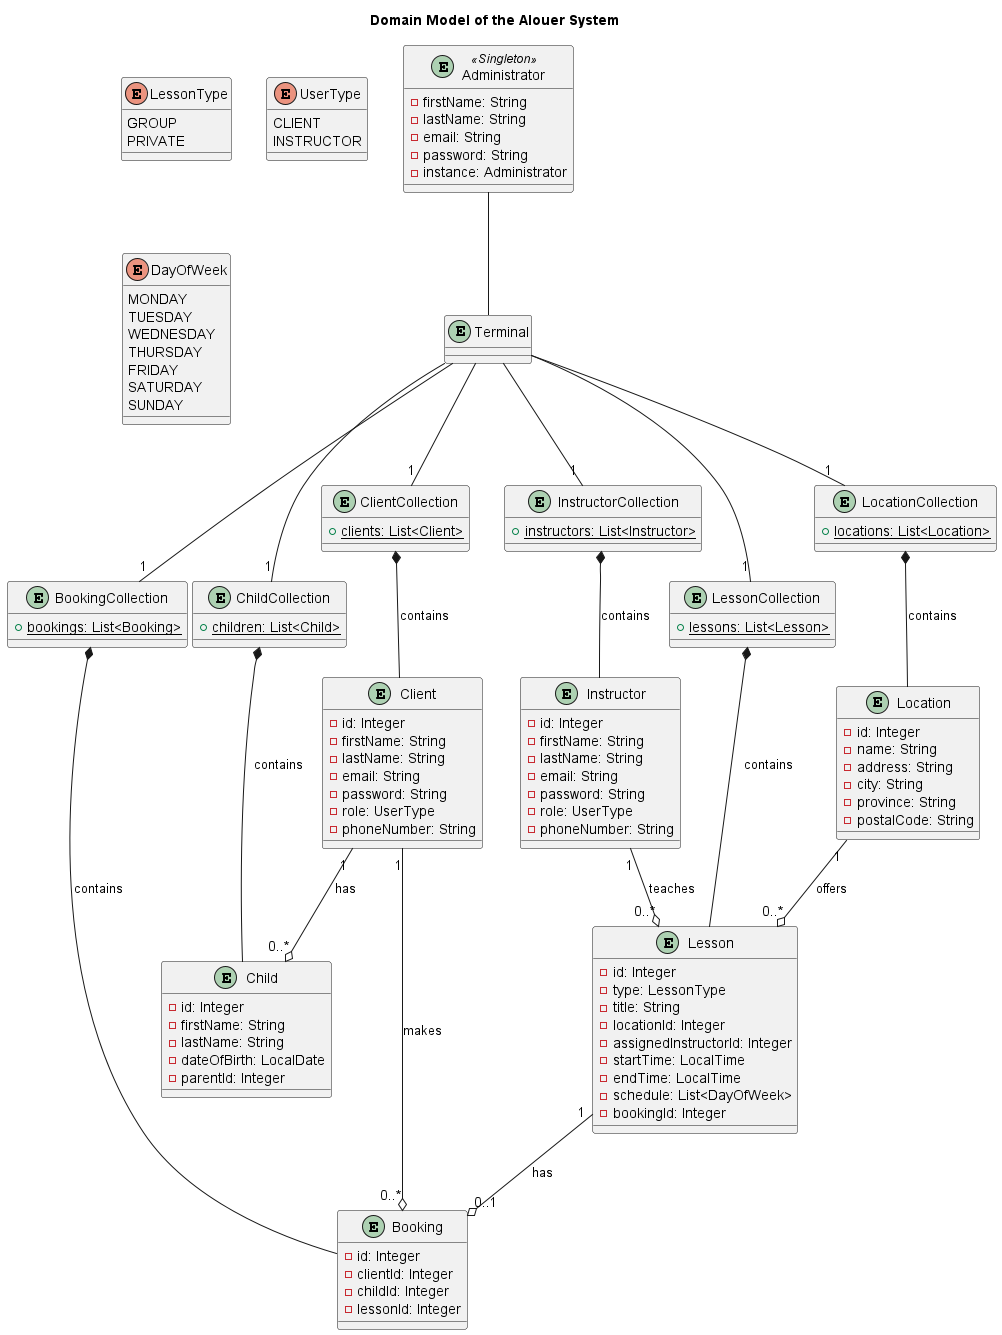 Domain Model of the Alouer System
E LessonType
GROUP
PRIVATE
E UserType
CLIENT
INSTRUCTOR
«Singleton»
E Administrator
firstName: String
lastName: String
email: String
password: String
instance: Administrator
E DayOfWeek
MONDAY
TUESDAY
WEDNESDAY
THURSDAY
FRIDAY
SATURDAY
SUNDAY
E Terminal
1
1
1
1
1
1
E ClientCollection
clients: List<Client>
E InstructorCollection
instructors: List<Instructor>
E LocationCollection
locations: List<Location>
E BookingCollection
bookings: List<Booking>
E ChildCollection
children: List<Child>
E LessonCollection
lessons: List<Lesson>
contains
contains
contains
E Client
id: Integer
firstName: String
lastName: String
email: String
password: String
role: UserType
phoneNumber: String
E Instructor
id: Integer
firstName: String
lastName: String
email: String
password: String
role: UserType
phoneNumber: String
E Location
id: Integer
name: String
address: String
city: String
province: String
postalCode: String
contains
contains
contains
1
has
0..*
1
1
teaches
0..*
1
offers
0..*
E Child
id: Integer
firstName: String
lastName: String
dateOfBirth: LocalDate
parentId: Integer
makes
0..*
E Lesson
id: Integer
type: LessonType
title: String
locationId: Integer
assignedInstructorId: Integer
startTime: LocalTime
endTime: LocalTime
schedule: List<DayOfWeek>
bookingId: Integer
1
has
0..1
E Booking
id: Integer
clientId: Integer
childId: Integer
lessonId: Integer